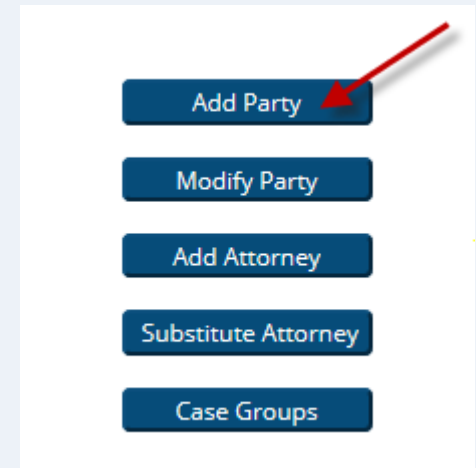 Add Party
Modify Party
Add Attorney
Substitute Attorney
Case Groups